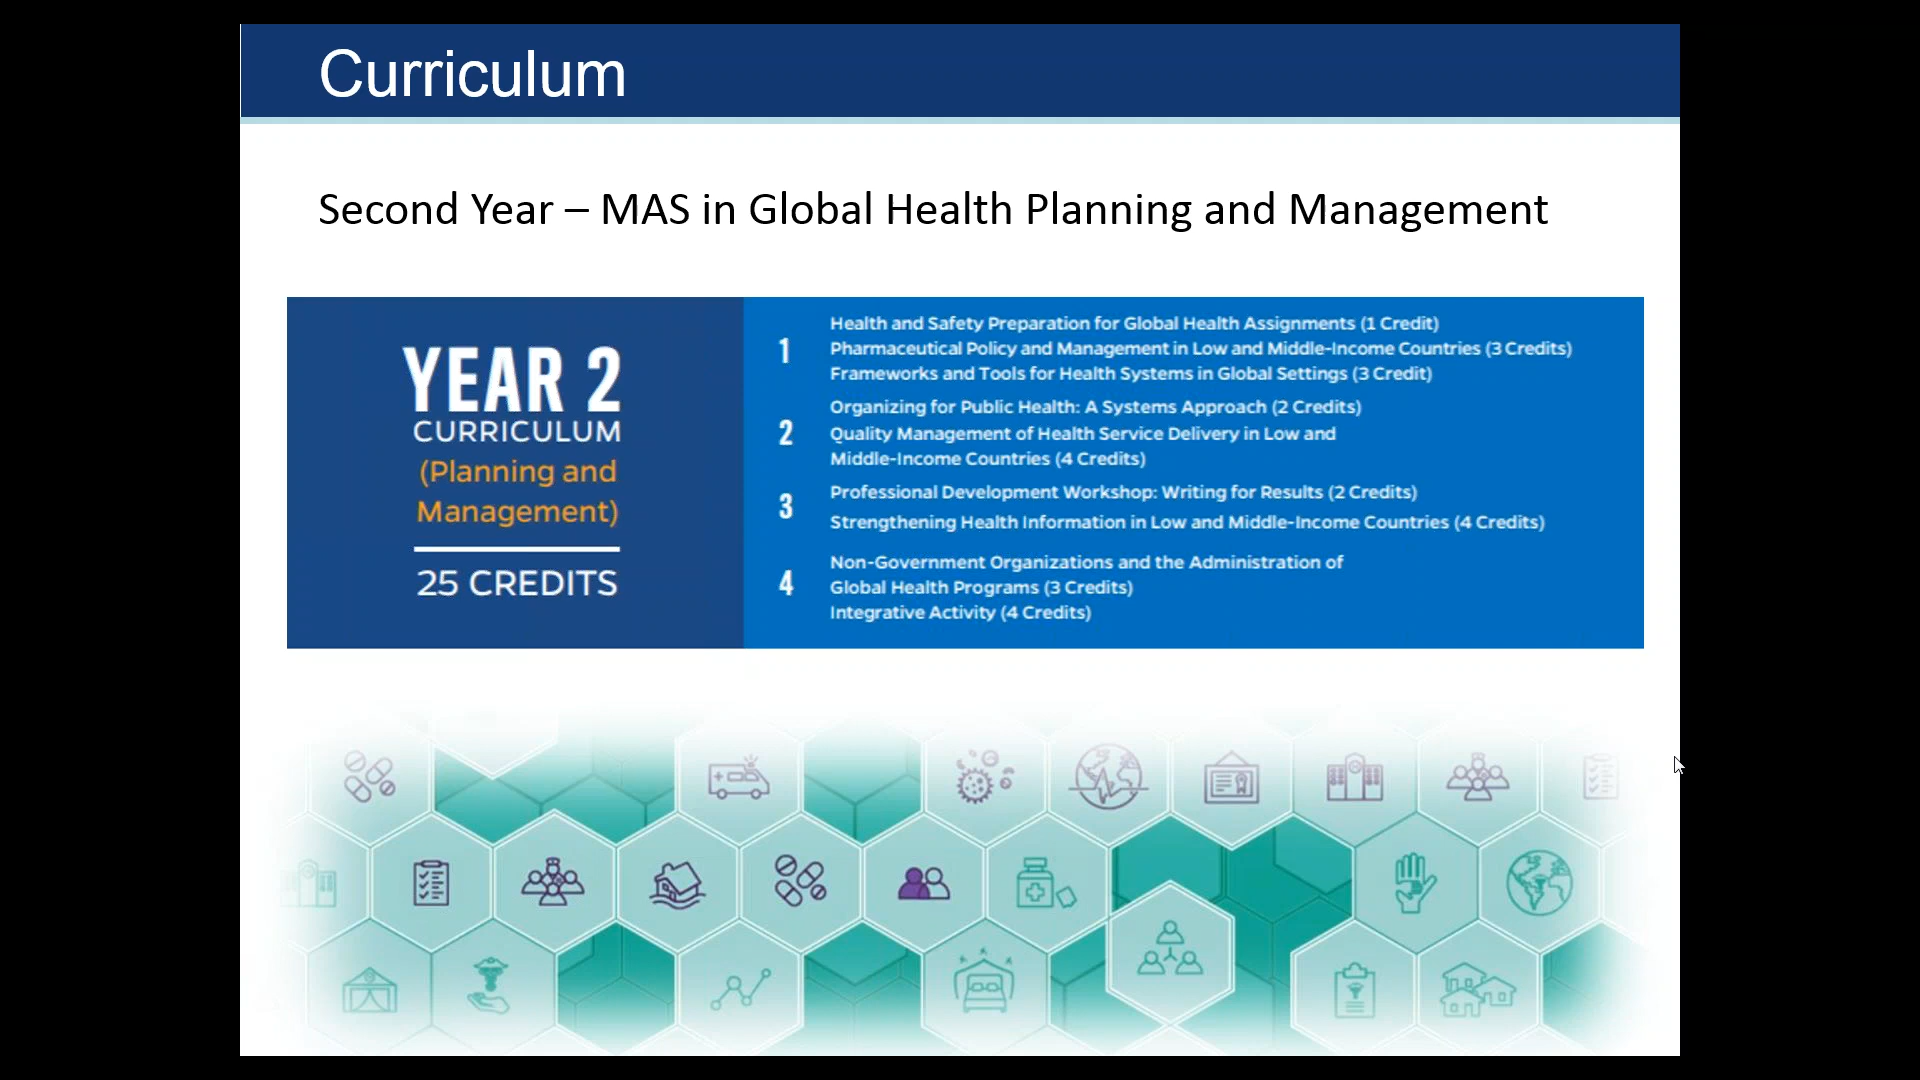 Curriculum
Second Year – MAS in Global Health Planning and Management
YEAR 2
CURRICULUM
(Planning and
Management)
25 CREDITS
1
Health and Safety Preparation for Global Health Assignments (1 Credit)
Pharmaceutical Policy and Management in Low and Middle-Income Countries (3 Credits)
Frameworks and Tools for Health Systems in Global Settings (3 Credit)
2
Organizing for Public Health: A Systems Approach (2 Credits)
Quality Management of Health Service Delivery in Low and
Middle-Income Countries (4 Credits)
3
Professional Development Workshop: Writing for Results (2 Credits)
Strengthening Health Information in Low and Middle-Income Countries (4 Credits)
4
Non-Government Organizations and the Administration of
Global Health Programs (3 Credits)
Integrative Activity (4 Credits)